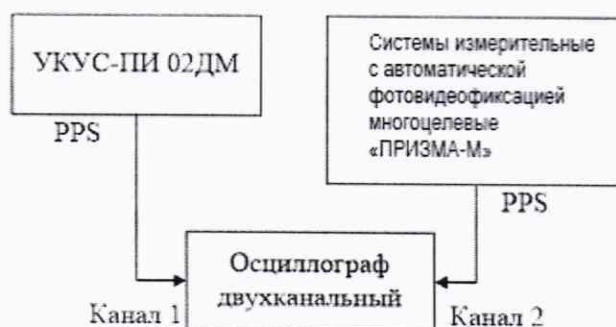 УКУС-ПИ 02ДМ
Системы измерительные
с автоматической
фотовидеофиксацией
многоцелевые
«ПРИЗМА-М»
PPS
PPS
Осциллограф
двухканальный
Канал 1
Канал 2